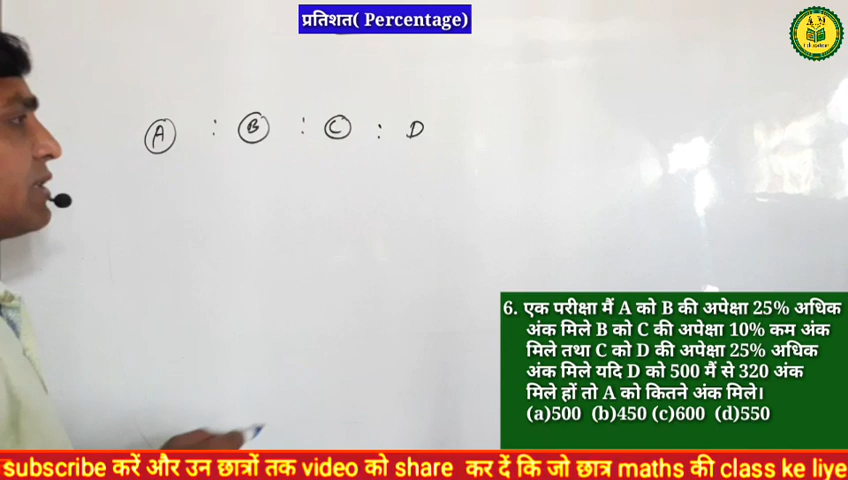 प्रतिशत( Percentage)
A : B : C : D
6. एक परीक्षा मैं A को B की अपेक्षा 25% अधिक
अंक मिले B को C की अपेक्षा 10% कम अंक
मिले तथा C को D की अपेक्षा 25% अधिक
अंक मिले यदि D को 500 मैं से 320 अंक
मिले हों तो A को कितने अंक मिले।
(a)500 (b)450 (c)600 (d)550
subscribe करें और उन छात्रों तक video को share कर दें कि जो छात्र maths की class ke liye